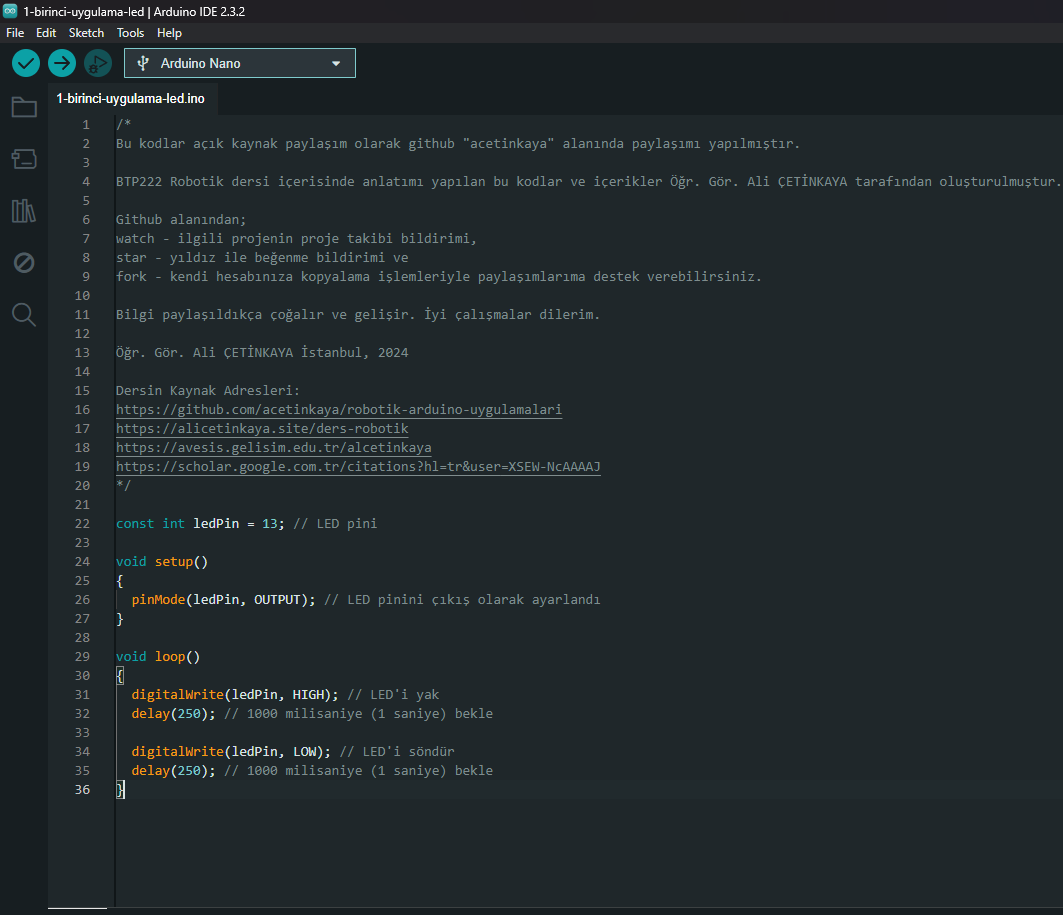 1-birinci-uygulama-led | Arduino IDE 2.3.2
File Edit Sketch Tools Help
Arduino Nano
1-birinci-uygulama-led.ino
1 /*
2 Bu kodlar açık kaynak paylaşım olarak github "acetinkaya" alanında paylaşımı yapılmıştır.
3
4 BTP222 Robotik dersi içerisinde anlatımı yapılan bu kodlar ve içerikler Öğr. Gör. Ali ÇETİNKAYA tarafından oluşturulmuştur.
5
6 Github alanından;
7 watch - ilgili projenin proje takibi bildirimi,
8 star - yıldız ile beğenme bildirimi ve
9 fork - kendi hesabınıza kopyalama işlemleriyle paylaşımlarıma destek verebilirsiniz.
10
11 Bilgi paylaşıldıkça çoğalır ve gelişir. İyi çalışmalar dilerim.
12
13 Öğr. Gör. Ali ÇETİNKAYA İstanbul, 2024
14
15 Dersin Kaynak Adresleri:
16 https://github.com/acetinkaya/robotik-arduino-uygulamalari
17 https://alicetinkaya.site/ders-robotik
18 https://avesis.gelisim.edu.tr/alcetinkaya
19 https://scholar.google.com.tr/citations?hl=tr&user=XSEW-NcAAAAJ
20 */
21
22 const int ledPin = 13; // LED pini
23
24 void setup()
25 {
26 pinMode(ledPin, OUTPUT); // LED pinini çıkış olarak ayarlandı
27 }
28
29 void loop()
30 {
31 digitalWrite(ledPin, HIGH); // LED'i yak
32 delay(250); // 1000 milisaniye (1 saniye) bekle
33
34 digitalWrite(ledPin, LOW); // LED'i söndür
35 delay(250); // 1000 milisaniye (1 saniye) bekle
36 }